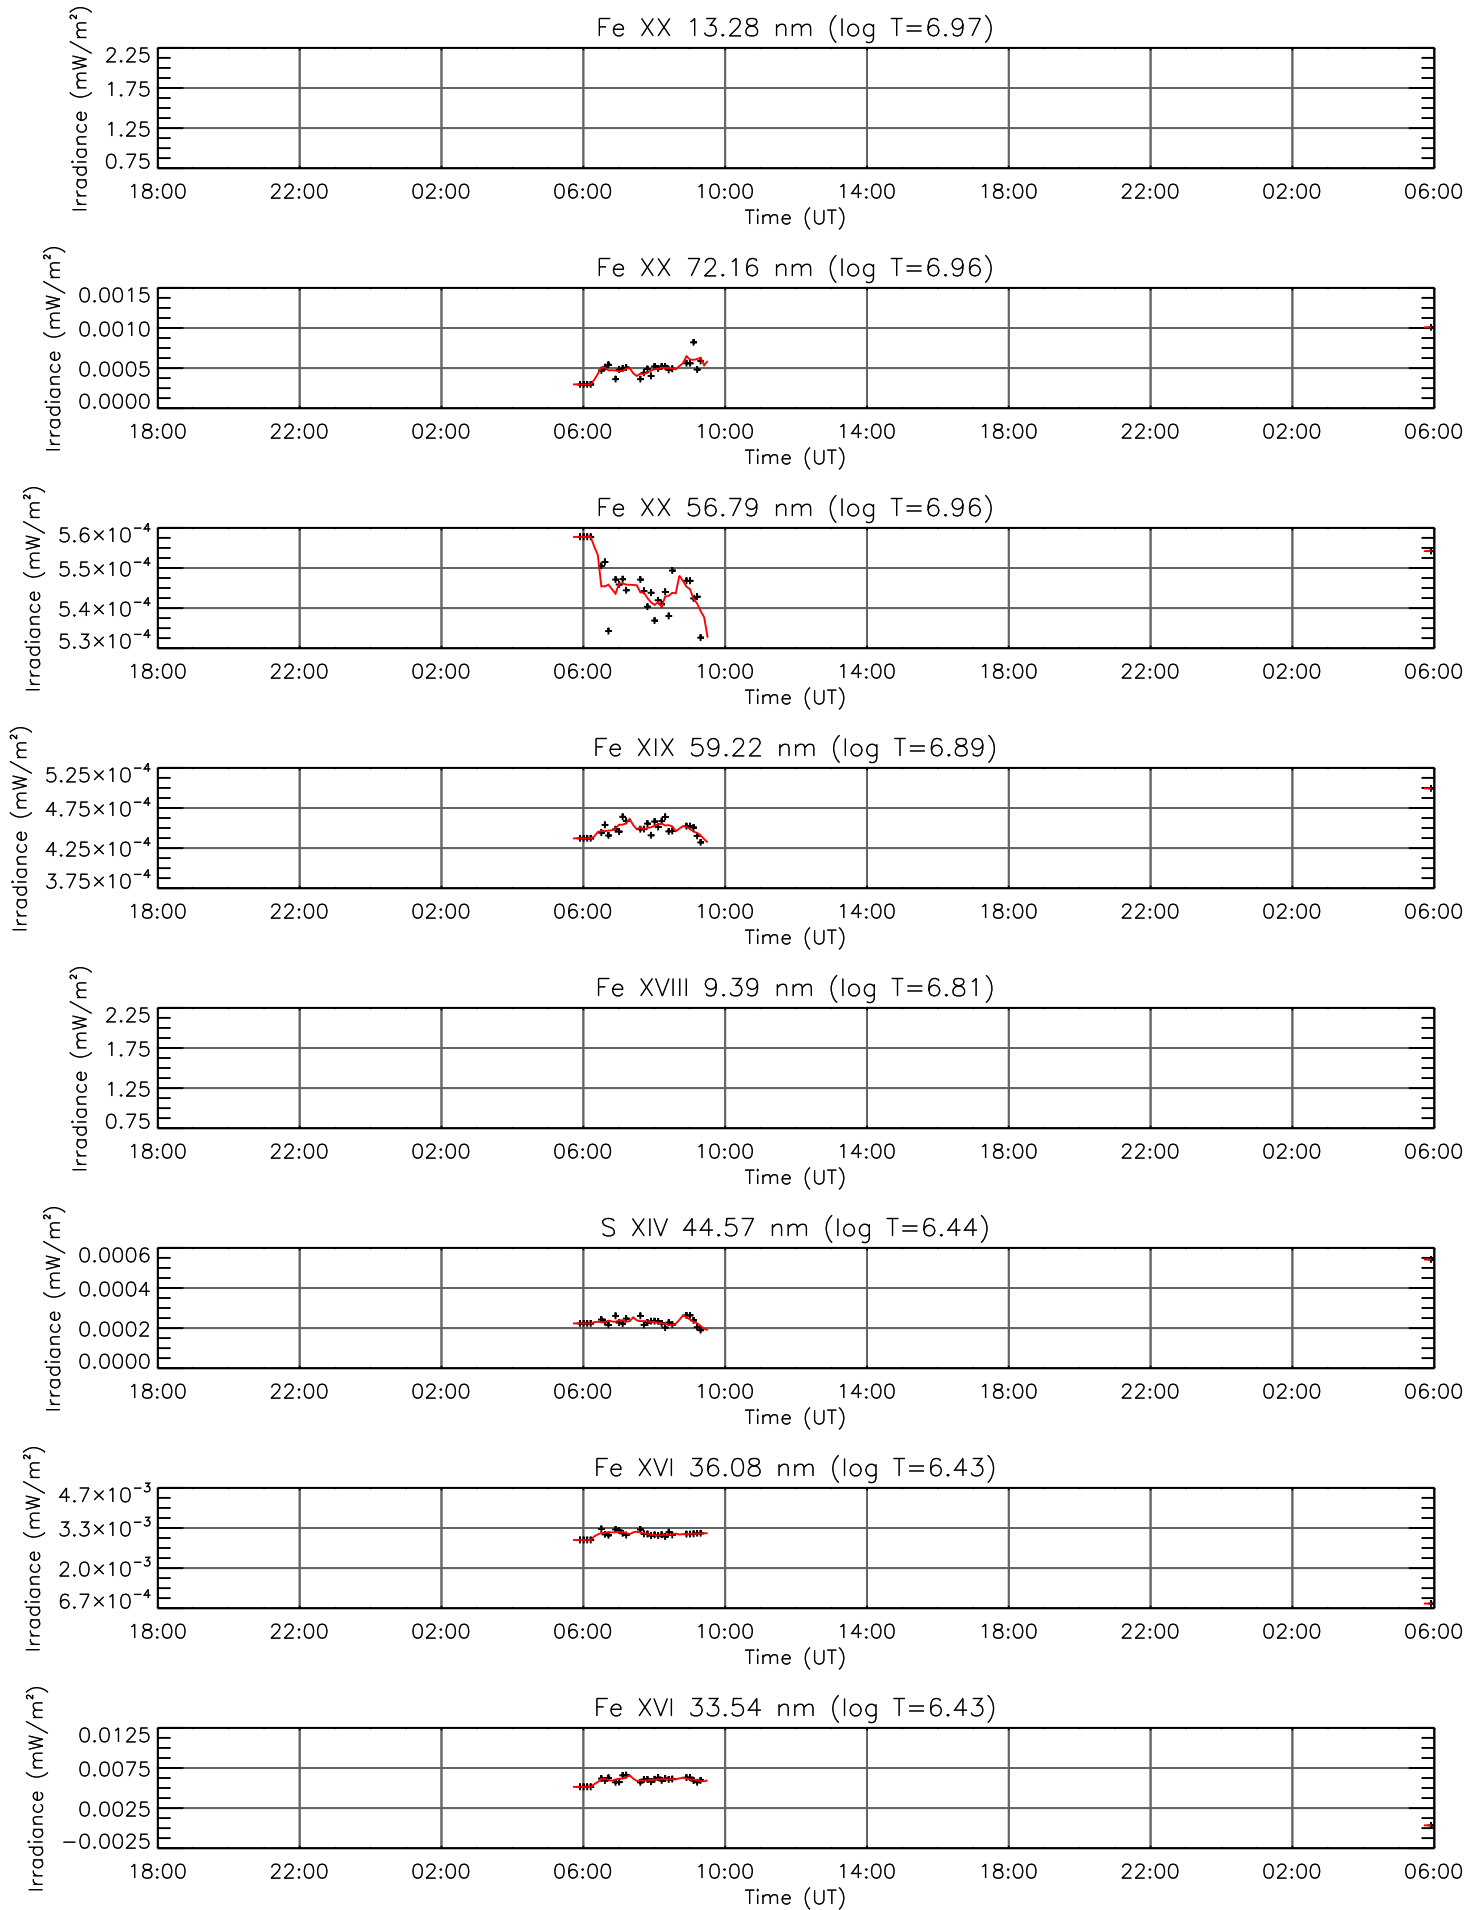 Fe XX 13.28 nm (log T=6.97)
Irradiance (mW/m²)
2.25
1.75
1.25
0.75
18:00 22:00 02:00 06:00 10:00 14:00 18:00 22:00 02:00 06:00
Time (UT)
Fe XX 72.16 nm (log T=6.96)
Irradiance (mW/m²)
0.0015
0.0010
0.0005
0.0000
18:00 22:00 02:00 06:00 10:00 14:00 18:00 22:00 02:00 06:00
Time (UT)
Fe XX 56.79 nm (log T=6.96)
Irradiance (mW/m²)
5.6×10⁻⁴
5.5×10⁻⁴
5.4×10⁻⁴
5.3×10⁻⁴
18:00 22:00 02:00 06:00 10:00 14:00 18:00 22:00 02:00 06:00
Time (UT)
Fe XIX 59.22 nm (log T=6.89)
Irradiance (mW/m²)
5.25×10⁻⁴
4.75×10⁻⁴
4.25×10⁻⁴
3.75×10⁻⁴
18:00 22:00 02:00 06:00 10:00 14:00 18:00 22:00 02:00 06:00
Time (UT)
Fe XVIII 9.39 nm (log T=6.81)
Irradiance (mW/m²)
2.25
1.75
1.25
0.75
18:00 22:00 02:00 06:00 10:00 14:00 18:00 22:00 02:00 06:00
Time (UT)
S XIV 44.57 nm (log T=6.44)
Irradiance (mW/m²)
0.0006
0.0004
0.0002
0.0000
18:00 22:00 02:00 06:00 10:00 14:00 18:00 22:00 02:00 06:00
Time (UT)
Fe XVI 36.08 nm (log T=6.43)
Irradiance (mW/m²)
4.7×10⁻³
3.3×10⁻³
2.0×10⁻³
6.7×10⁻⁴
18:00 22:00 02:00 06:00 10:00 14:00 18:00 22:00 02:00 06:00
Time (UT)
Fe XVI 33.54 nm (log T=6.43)
Irradiance (mW/m²)
0.0125
0.0075
0.0025
−0.0025
18:00 22:00 02:00 06:00 10:00 14:00 18:00 22:00 02:00 06:00
Time (UT)